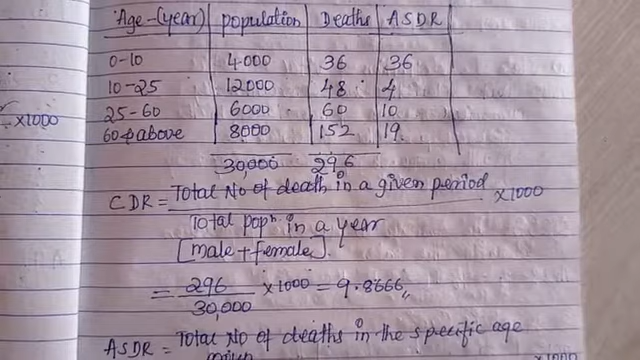 Age-(year) population Deaths ASDR
0-10 4000 36 36
10-25 12000 48 4
25-60 6000 60 10
60 & above 8000 152 19
30,000 296
x1000
CDR = Total No of death in a given period x1000
Total popn in a year
[male + female].
= 296 x1000 = 9.8666,,
30,000
ASDR = Total No of deaths in the specific age
x1000